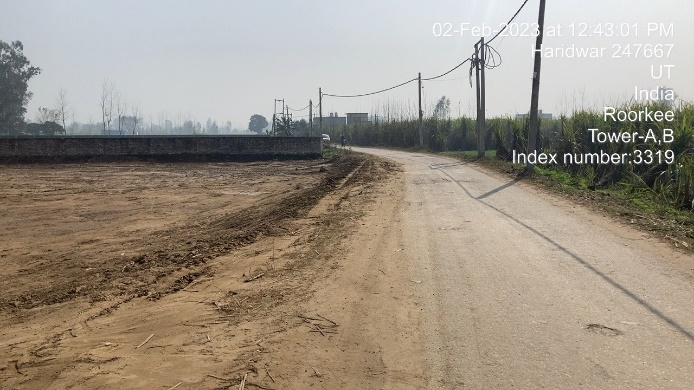 02-Feb-2023 at 12:43:01 PM
Haridwar 247667
UT
India
Roorkee
Tower-A,B
Index number:3319